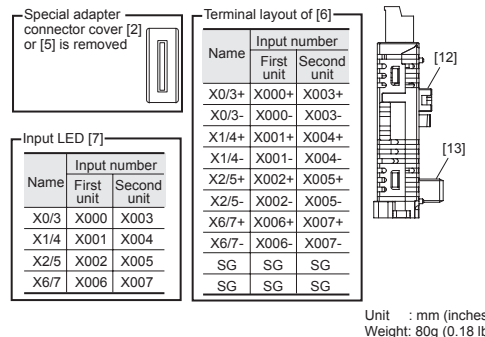 Special adapter
connector cover [2]
or [5] is removed
Input LED [7]
Name Input number
First unit Second unit
X0/3 X000 X003
X1/4 X001 X004
X2/5 X002 X005
X6/7 X006 X007
Terminal layout of [6]
Name Input number
First unit Second unit
X0/3+ X000+ X003+
X0/3- X000- X003-
X1/4+ X001+ X004+
X1/4- X001- X004-
X2/5+ X002+ X005+
X2/5- X002- X005-
X6/7+ X006+ X007+
X6/7- X006- X007-
SG SG SG
SG SG SG
[12]
[13]
Unit : mm (inches
Weight: 80g (0.18 lb